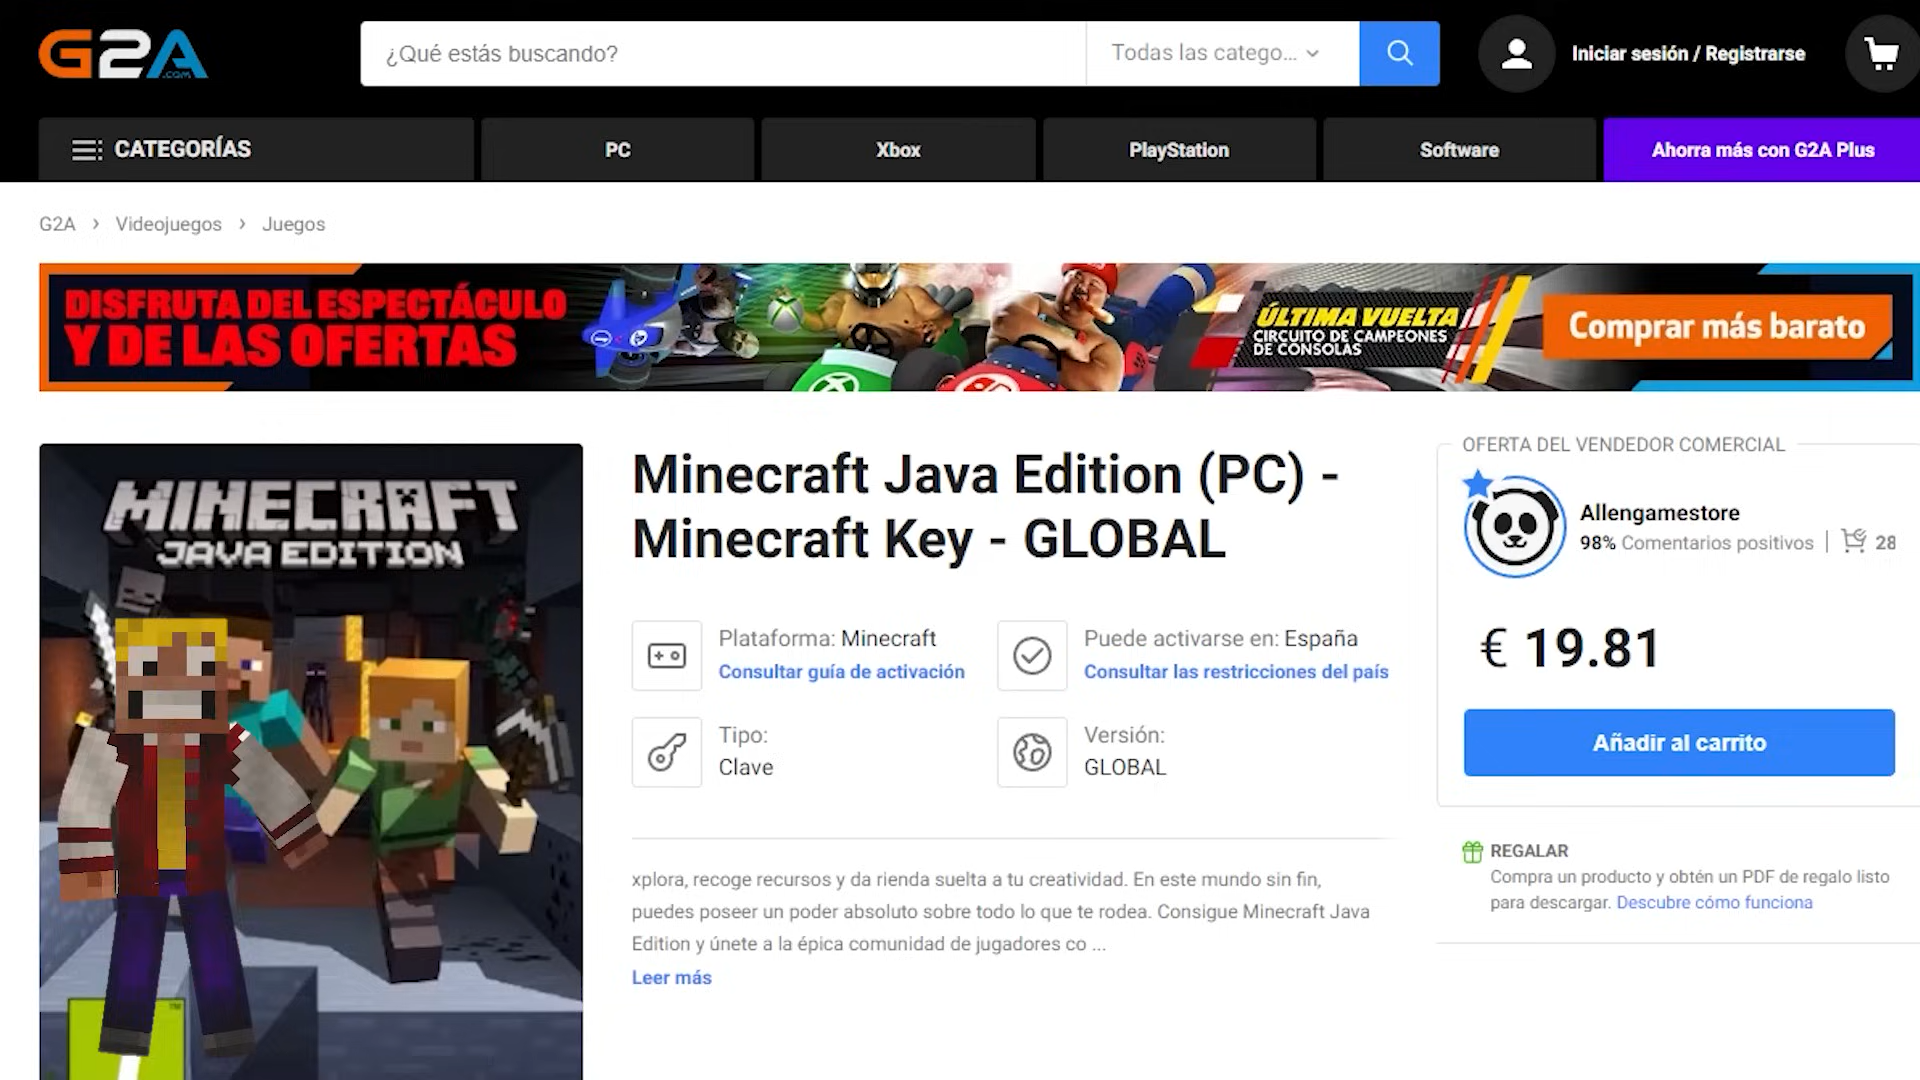 G2A.COM
¿Qué estás buscando?
Todas las catego...
Iniciar sesión / Registrarse
CATEGORÍAS
PC
Xbox
PlayStation
Software
Ahorra más con G2A Plus
G2A > Videojuegos > Juegos
DISFRUTA DEL ESPECTÁCULO
Y DE LAS OFERTAS
ÚLTIMA VUELTA
CIRCUITO DE CAMPEONES
DE CONSOLAS
Comprar más barato
MINECRAFT
JAVA EDITION
TM
Minecraft Java Edition (PC) -
Minecraft Key - GLOBAL
Plataforma: Minecraft
Consultar guía de activación
Puede activarse en: España
Consultar las restricciones del país
Tipo:
Clave
Versión:
GLOBAL
xplora, recoge recursos y da rienda suelta a tu creatividad. En este mundo sin fin,
puedes poseer un poder absoluto sobre todo lo que te rodea. Consigue Minecraft Java
Edition y únete a la épica comunidad de jugadores co ...
Leer más
OFERTA DEL VENDEDOR COMERCIAL
Allengamestore
98% Comentarios positivos | 28
€ 19.81
Añadir al carrito
REGALAR
Compra un producto y obtén un PDF de regalo listo
para descargar. Descubre cómo funciona